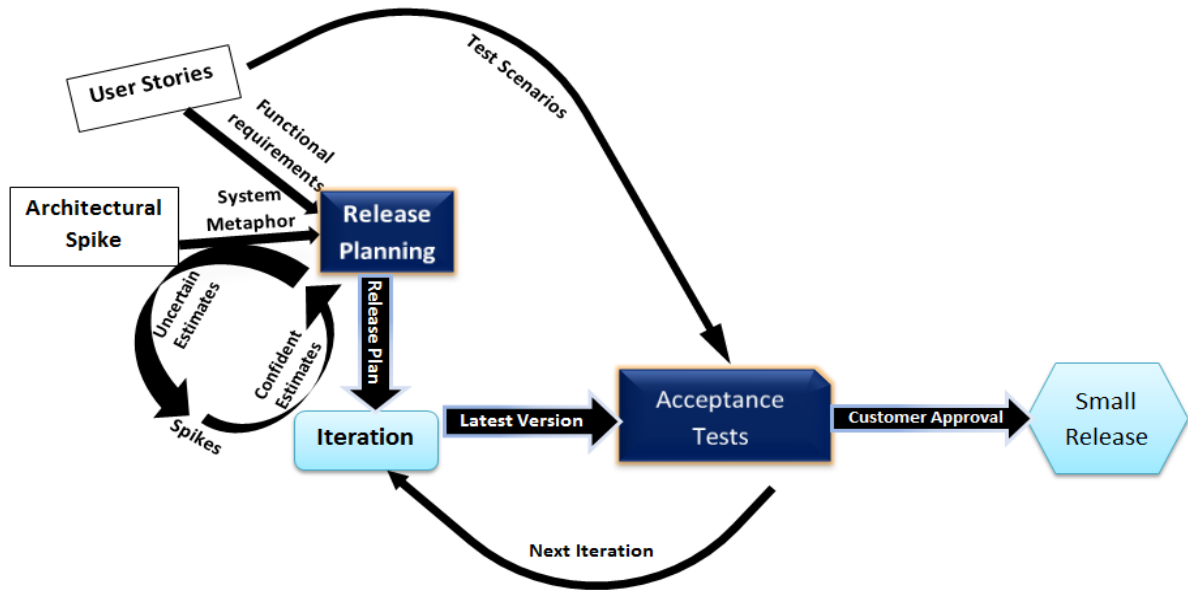 User Stories
Test Scenarios
Functional
requirements
Architectural
Spike
System
Metaphor
Release
Planning
Uncertain
Estimates
Confident
Estimates
Spikes
Release Plan
Iteration
Latest Version
Acceptance
Tests
Customer Approval
Small
Release
Next Iteration